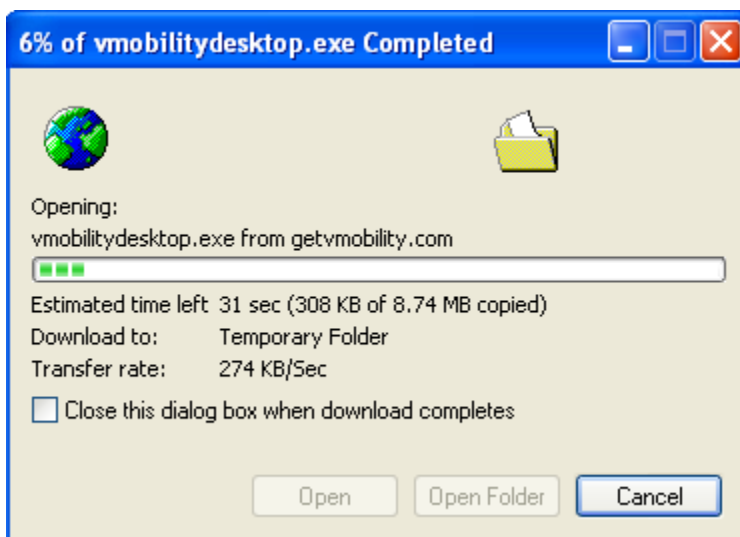 6% of vmobilitydesktop.exe Completed
Opening:
vmobilitydesktop.exe from getvmobility.com
Estimated time left 31 sec (308 KB of 8.74 MB copied)
Download to: Temporary Folder
Transfer rate: 274 KB/Sec
Close this dialog box when download completes
Open Open Folder Cancel